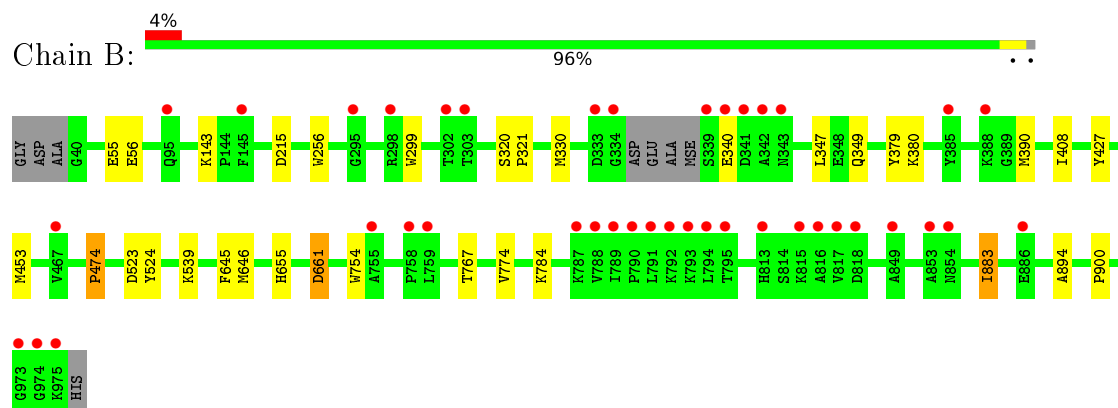 4%
Chain B:
96%
GLY ASP ALA G40 E55 E56 Q95 K143 P144 F145 D215 W256 G295 R298 W299 T302 T303 S320 P321 M330 D333 G334 ASP GLU ALA MSE S339 E340 D341 A342 N343 L347 E348 Q349 Y379 K380 Y385 K388 G389 M390 I408 Y427
M453 V467 P474 D523 Y524 K539 F645 M646 H655 D661 W754 A755 P758 L759 T767 V774 K784 K787 V788 I789 P790 L791 K792 K793 L794 T795 H813 S814 K815 A816 V817 D818 A849 A853 N854 I883 E886 A894 P900
G973 G974 K975 HIS